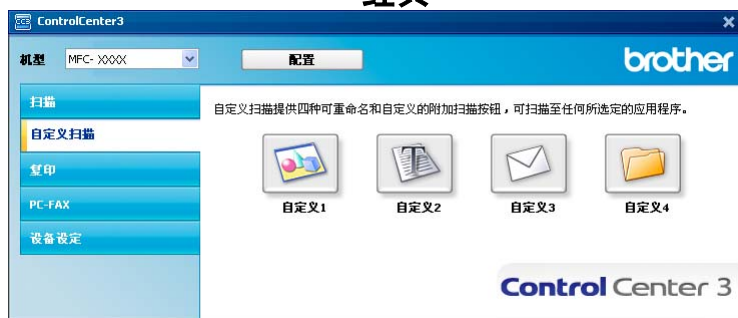 ControlCenter3
机型 MFC- XXXX 配置 brother
扫描
自定义扫描
复印
PC-FAX
设备设定
自定义扫描提供四种可重命名和自定义的附加扫描按钮，可扫描至任何所选定的应用程序。
自定义1 自定义2 自定义3 自定义4
Control Center 3